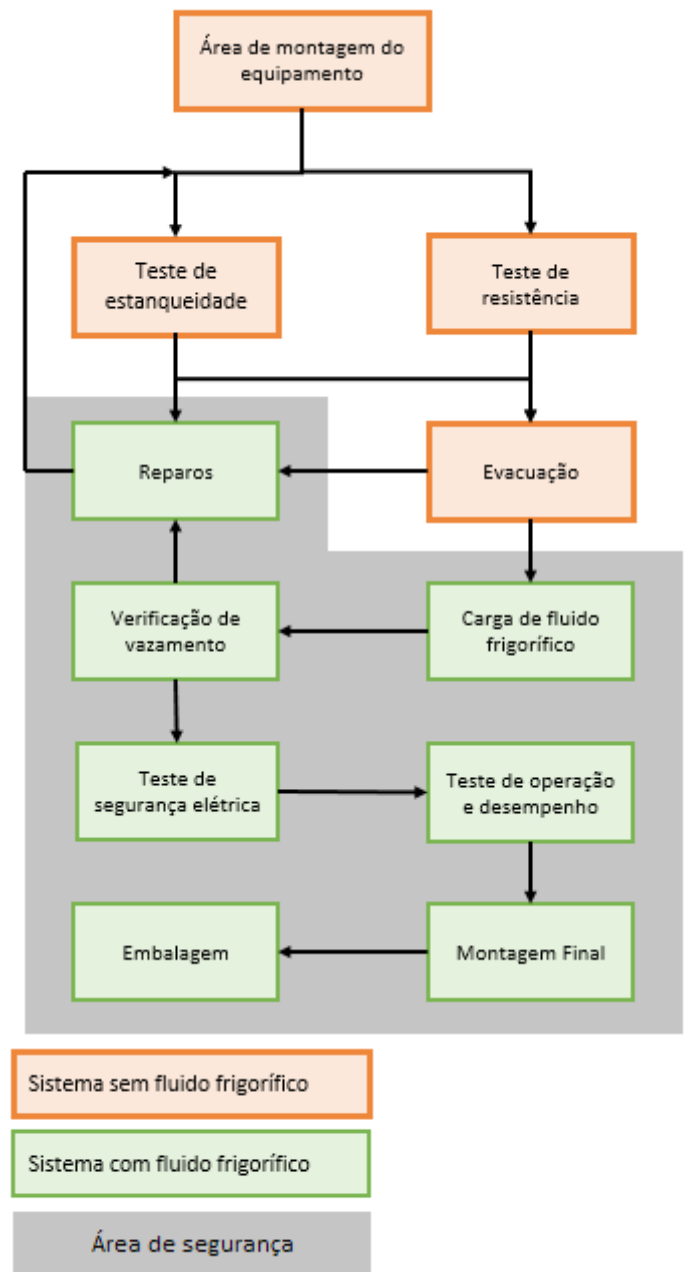 Área de montagem do
equipamento
Teste de
estanqueidade
Teste de
resistência
Reparos
Evacuação
Verificação de
vazamento
Carga de fluido
frigorífico
Teste de
segurança elétrica
Teste de operação
e desempenho
Embalagem
Montagem Final
Sistema sem fluido frigorífico
Sistema com fluido frigorífico
Área de segurança